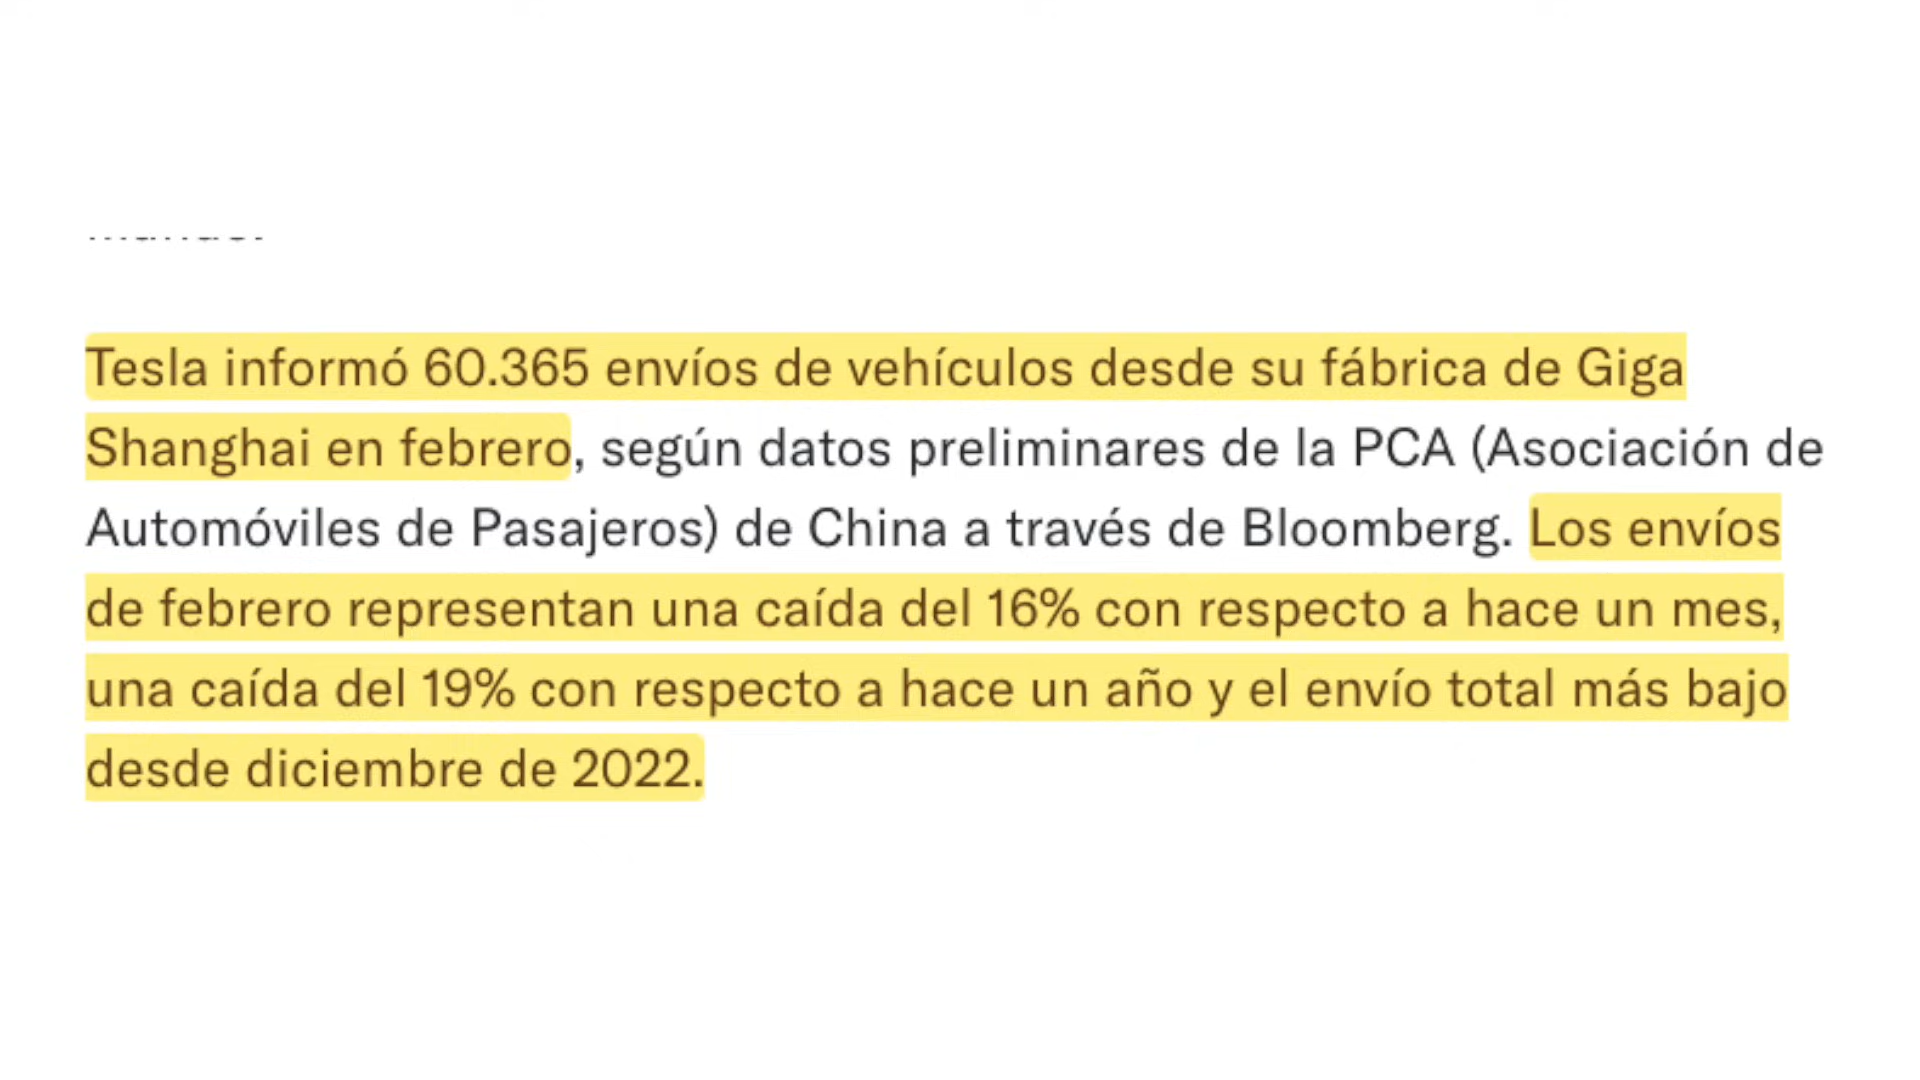 Tesla informó 60.365 envíos de vehículos desde su fábrica de Giga
Shanghai en febrero, según datos preliminares de la PCA (Asociación de
Automóviles de Pasajeros) de China a través de Bloomberg. Los envíos
de febrero representan una caída del 16% con respecto a hace un mes,
una caída del 19% con respecto a hace un año y el envío total más bajo
desde diciembre de 2022.